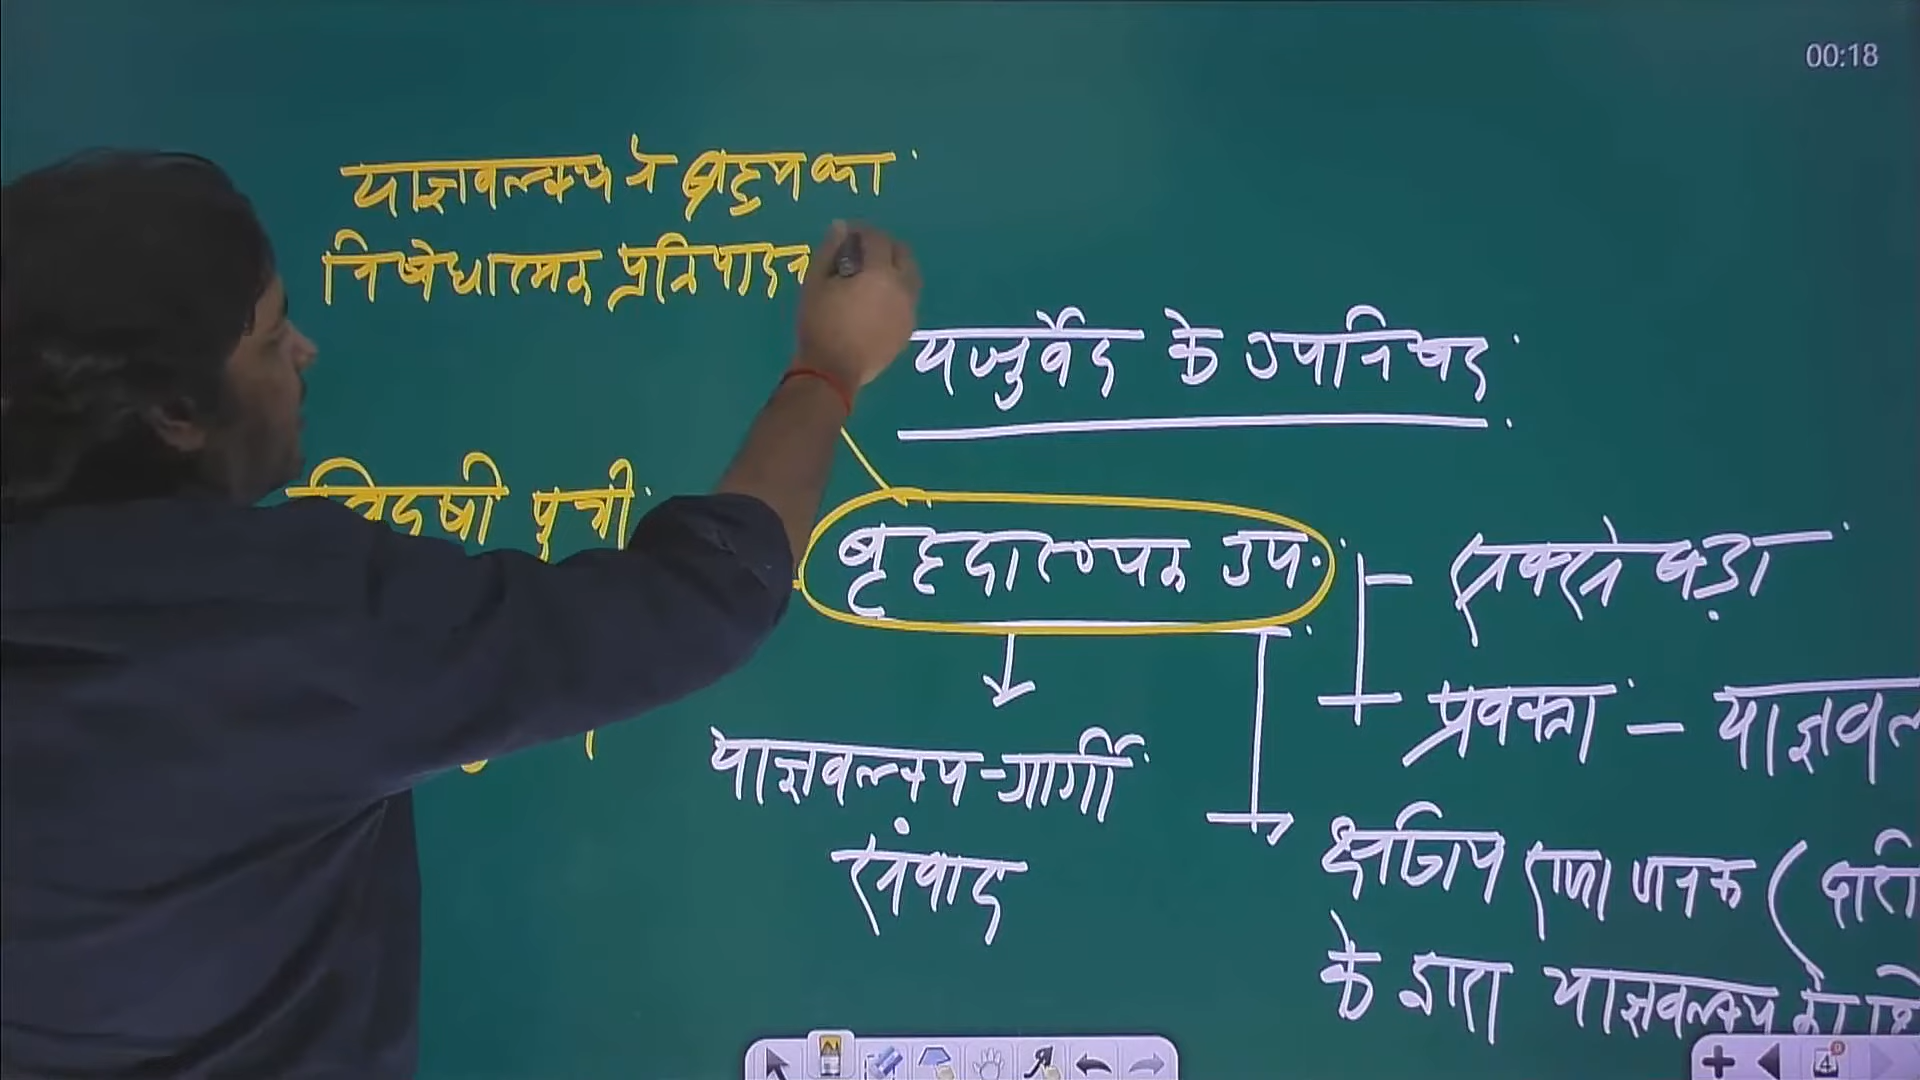 00:18
याज्ञवल्क्य ने ब्रह्म का
निषेधात्मक प्रतिपादन
यजुर्वेद के उपनिषद
विदुषी पुत्री
बृहदारण्यक उप॰
सबसे बड़ा
प्रवक्ता - याज्ञवल
याज्ञवल्क्य-गार्गी
संवाद
क्षत्रिय राजा जनक (
के द्वारा याज्ञवल्क्य को
4